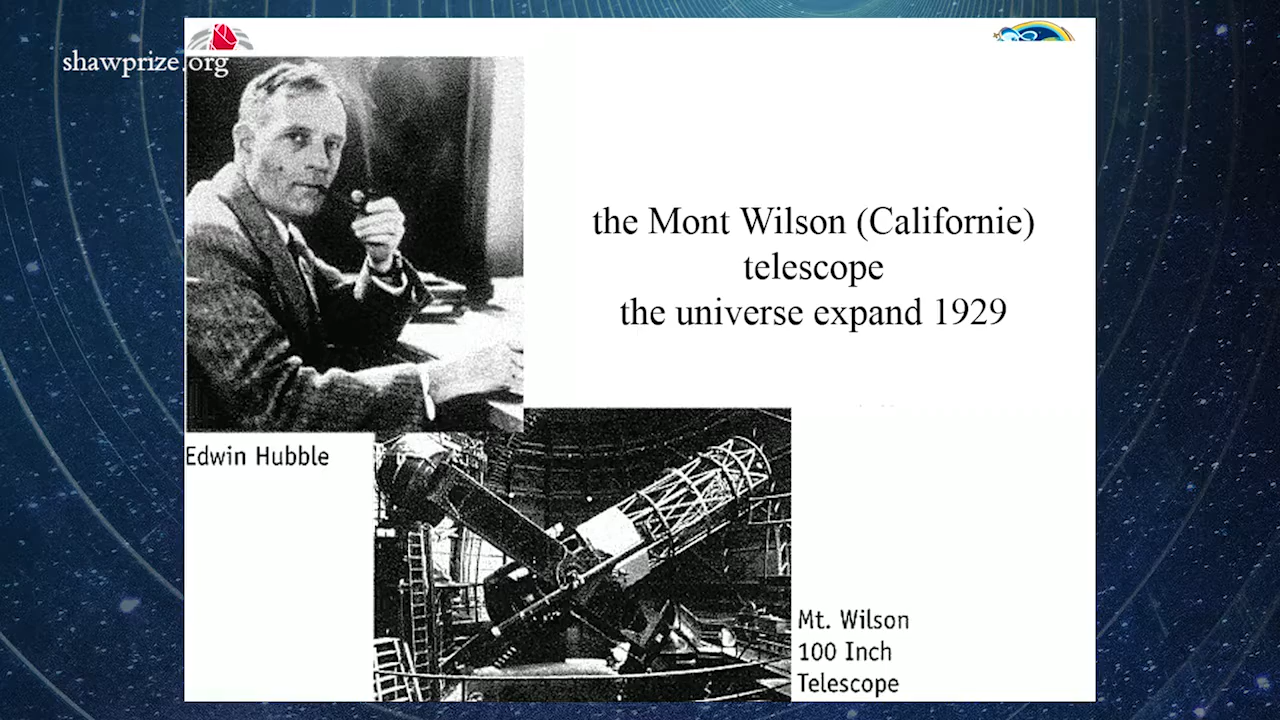 shawprize.org
the Mont Wilson (Californie)
telescope
the universe expand 1929
Edwin Hubble
Mt. Wilson
100 Inch
Telescope